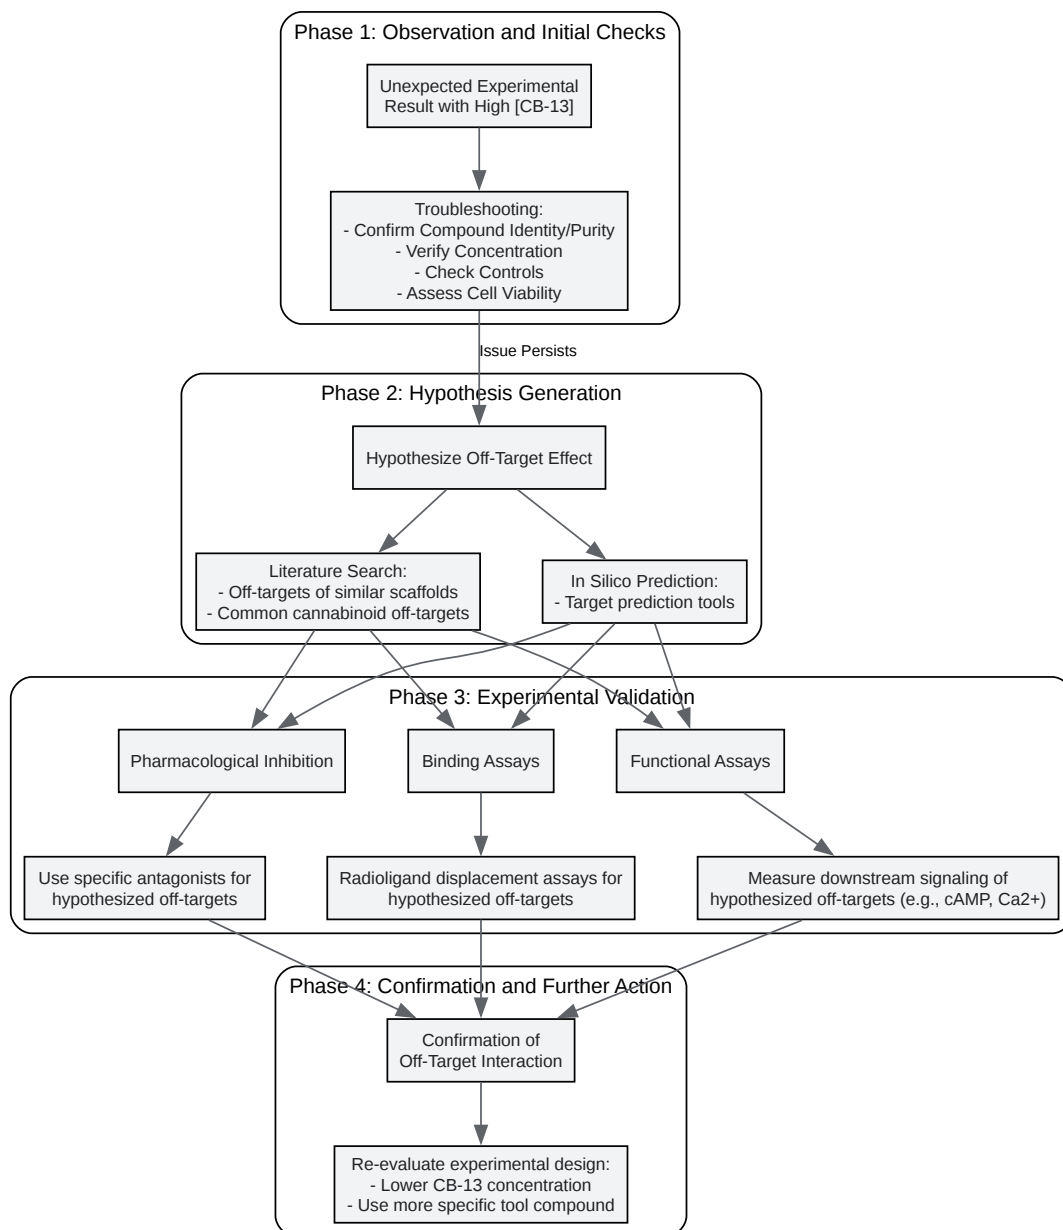 Phase 1: Observation and Initial Checks
Unexpected Experimental
Result with High [CB-13]
Troubleshooting:
- Confirm Compound Identity/Purity
- Verify Concentration
- Check Controls
- Assess Cell Viability
Issue Persists
Phase 2: Hypothesis Generation
Hypothesize Off-Target Effect
Literature Search:
- Off-targets of similar scaffolds
- Common cannabinoid off-targets
In Silico Prediction:
- Target prediction tools
Phase 3: Experimental Validation
Pharmacological Inhibition
Binding Assays
Functional Assays
Use specific antagonists for
hypothesized off-targets
Radioligand displacement assays for
hypothesized off-targets
Measure downstream signaling of
hypothesized off-targets (e.g., cAMP, Ca2+)
Phase 4: Confirmation and Further Action
Confirmation of
Off-Target Interaction
Re-evaluate experimental design:
- Lower CB-13 concentration
- Use more specific tool compound